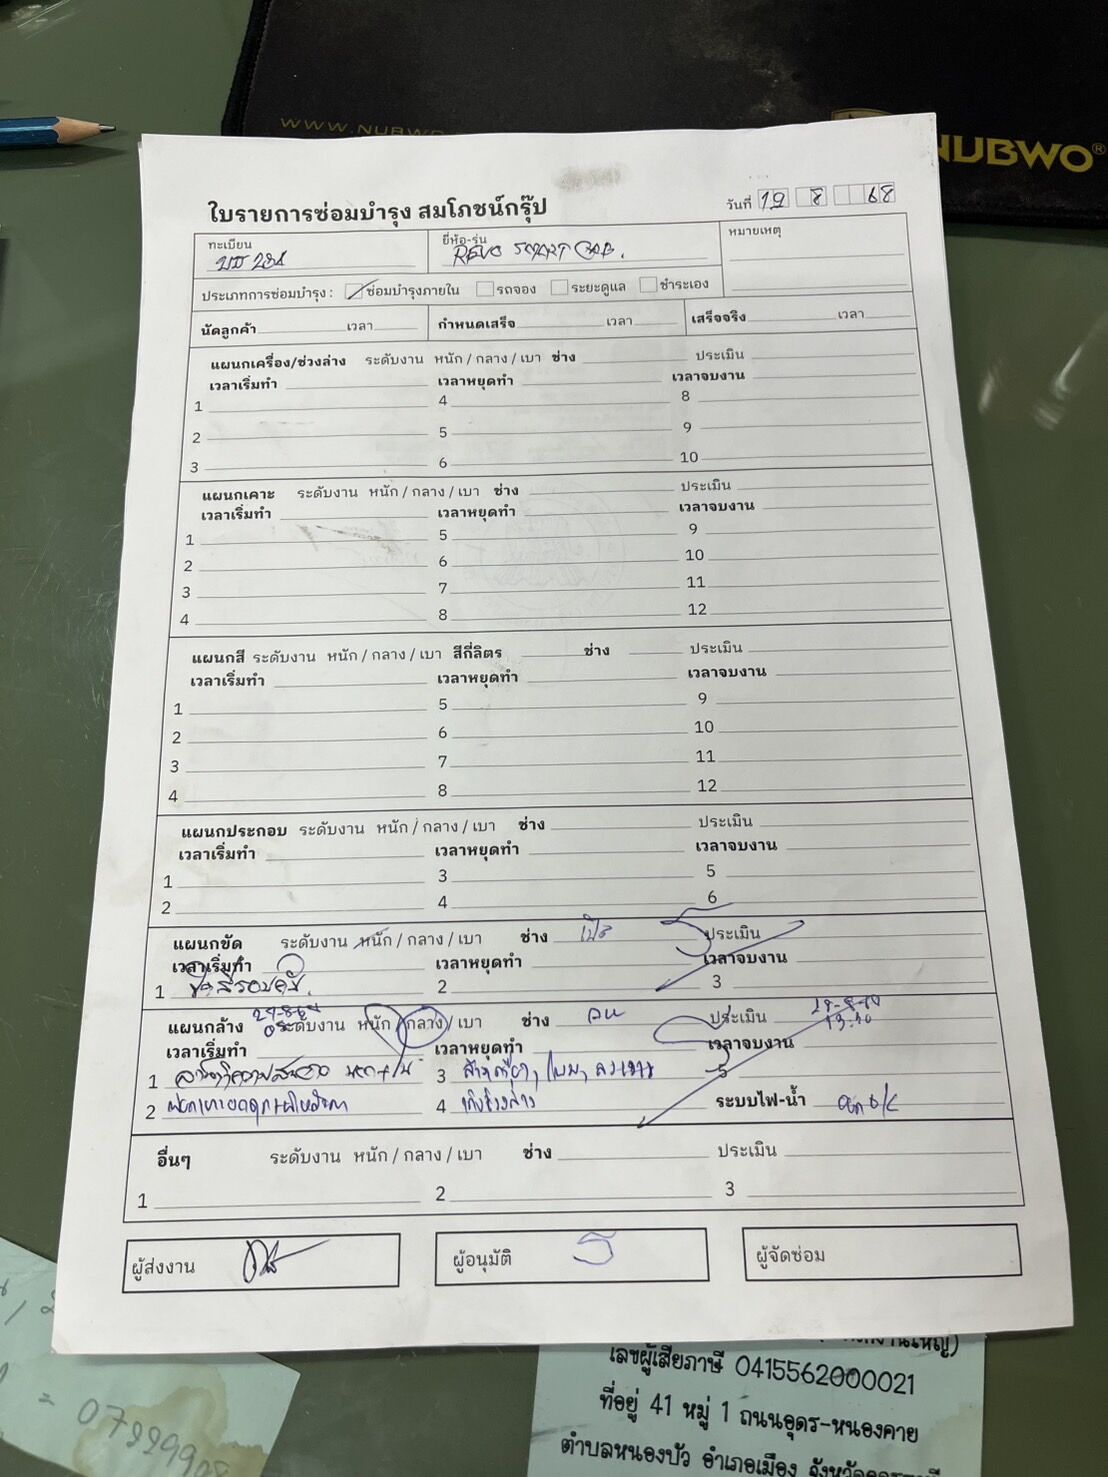 WWW.NUBWO
NUBWO®
ใบรายการซ่อมบำรุง สมโภชน์กรุ๊ป
วันที่ 19 8 68
ทะเบียน
ยี่ห้อ-รุ่น REVO SMART CAB.
หมายเหตุ
ประเภทการซ่อมบำรุง : ซ่อมบำรุงภายใน รถจอง ระยะดูแล ชำระเอง
นัดลูกค้า เวลา กำหนดเสร็จ เวลา เสร็จจริง เวลา
แผนกเครื่อง/ช่วงล่าง ระดับงาน หนัก / กลาง / เบา ช่าง ประเมิน
เวลาเริ่มทำ เวลาหยุดทำ เวลาจบงาน
1 4 8
2 5 9
3 6 10
แผนกเคาะ ระดับงาน หนัก / กลาง / เบา ช่าง ประเมิน
เวลาเริ่มทำ เวลาหยุดทำ เวลาจบงาน
1 5 9
2 6 10
3 7 11
4 8 12
แผนกสี ระดับงาน หนัก / กลาง / เบา สีกี่ลิตร ช่าง ประเมิน
เวลาเริ่มทำ เวลาหยุดทำ เวลาจบงาน
1 5 9
2 6 10
3 7 11
4 8 12
แผนกประกอบ ระดับงาน หนัก / กลาง / เบา ช่าง ประเมิน
เวลาเริ่มทำ เวลาหยุดทำ เวลาจบงาน
1 3 5
2 4 6
แผนกขัด ระดับงาน หนัก / กลาง / เบา ช่าง ประเมิน
เวลาเริ่มทำ เวลาหยุดทำ เวลาจบงาน
1 ขัดสีรอบคัน. 2 3
แผนกล้าง ระดับงาน หนัก / กลาง / เบา ช่าง ประเมิน
เวลาเริ่มทำ เวลาหยุดทำ เวลาจบงาน
1 3 5
2 4 ระบบไฟ-น้ำ
อื่นๆ ระดับงาน หนัก / กลาง / เบา ช่าง ประเมิน
1 2 3
ผู้ส่งงาน ผู้อนุมัติ ผู้จัดซ่อม
เลขผู้เสียภาษี 0415562000021
ที่อยู่ 41 หมู่ 1 ถนนอุดร-หนองคาย
ตำบลหนองบัว อำเภอเมือง